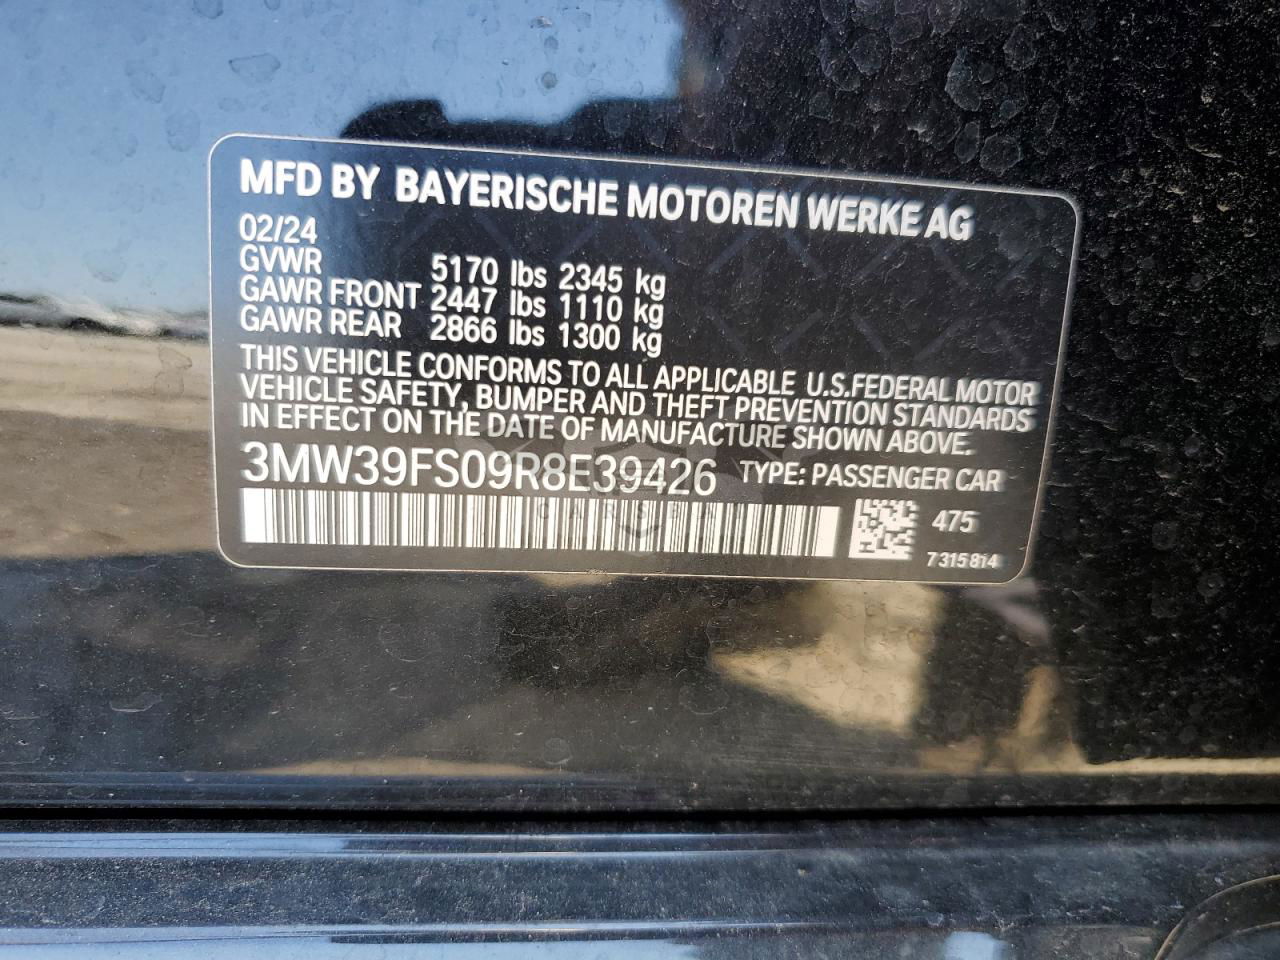 MFD BY BAYERISCHE MOTOREN WERKE AG
02/24
GVWR 5170 lbs 2345 kg
GAWR FRONT 2447 lbs 1110 kg
GAWR REAR 2866 lbs 1300 kg
THIS VEHICLE CONFORMS TO ALL APPLICABLE U.S.FEDERAL MOTOR
VEHICLE SAFETY, BUMPER AND THEFT PREVENTION STANDARDS
IN EFFECT ON THE DATE OF MANUFACTURE SHOWN ABOVE.
3MW39FS09R8E39426 TYPE: PASSENGER CAR
475
7315814